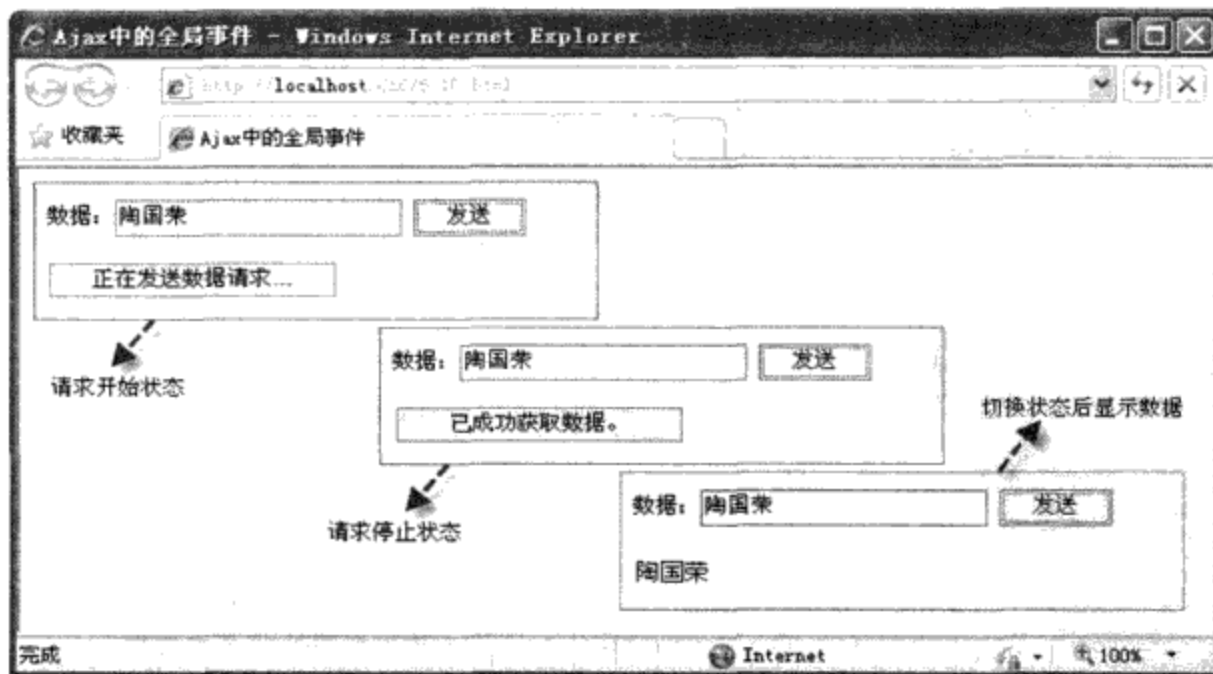 Ajax中的全局事件 - Windows Internet Explorer
localhost
收藏夹
Ajax中的全局事件
数据: 陶国荣 发送
正在发送数据请求...
请求开始状态
数据: 陶国荣 发送
已成功获取数据。
请求停止状态
切换状态后显示数据
数据: 陶国荣 发送
陶国荣
完成
Internet
100%